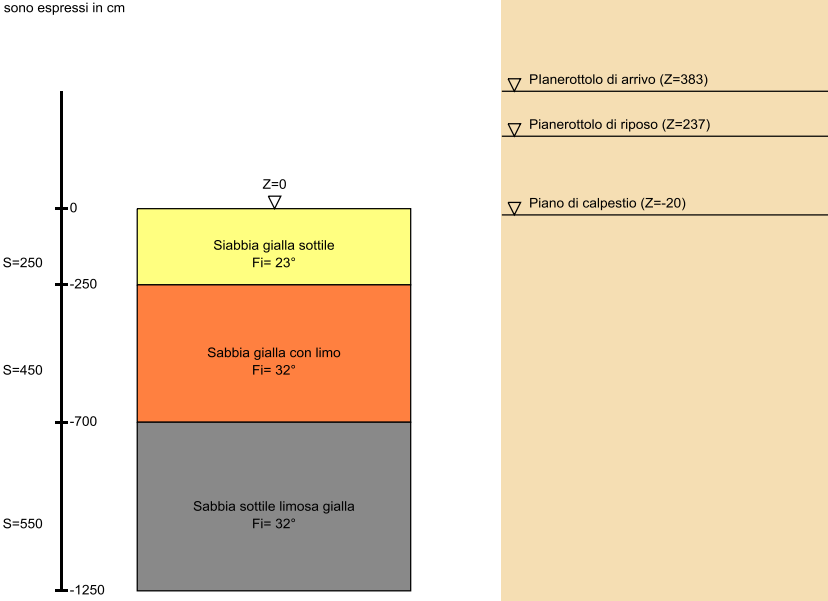 sono espressi in cm
PIanerottolo di arrivo (Z=383)
Pianerottolo di riposo (Z=237)
Z=0
Piano di calpestio (Z=-20)
0
Siabbia gialla sottile
S=250
Fi= 23°
-250
Sabbia gialla con limo
S=450
Fi= 32°
-700
Sabbia sottile limosa gialla
S=550
Fi= 32°
-1250